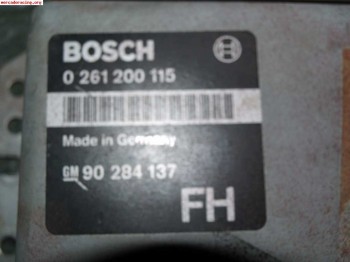 mercadoracing.org
BOSCH
0 261 200 115
Made in Germany
GM 90 284 137
FH